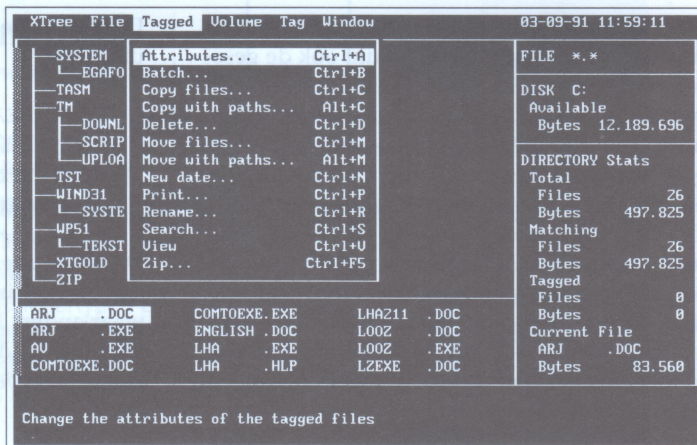 XTree File Tagged Volume Tag Window 03-09-91 11:59:11
SYSTEM
EGAFO
TASM
TM
DOWNL
SCRIP
UPLOA
TST
WIND31
SYSTE
WP51
TEKST
XTGOLD
ZIP
Attributes... Ctrl+A
Batch... Ctrl+B
Copy files... Ctrl+C
Copy with paths... Alt+C
Delete... Ctrl+D
Move files... Ctrl+M
Move with paths... Alt+M
New date... Ctrl+N
Print... Ctrl+P
Rename... Ctrl+R
Search... Ctrl+S
View Ctrl+V
Zip... Ctrl+F5
FILE *.*
DISK C:
Available
Bytes 12.189.696
DIRECTORY Stats
Total
Files 26
Bytes 497.825
Matching
Files 26
Bytes 497.825
Tagged
Files 0
Bytes 0
Current File
ARJ .DOC
Bytes 83.560
ARJ .DOC COMTOEXE.EXE LHA211 .DOC
ARJ .EXE ENGLISH .DOC LOOZ .DOC
AV .EXE LHA .EXE LOOZ .EXE
COMTOEXE.DOC LHA .HLP LZEXE .DOC
Change the attributes of the tagged files